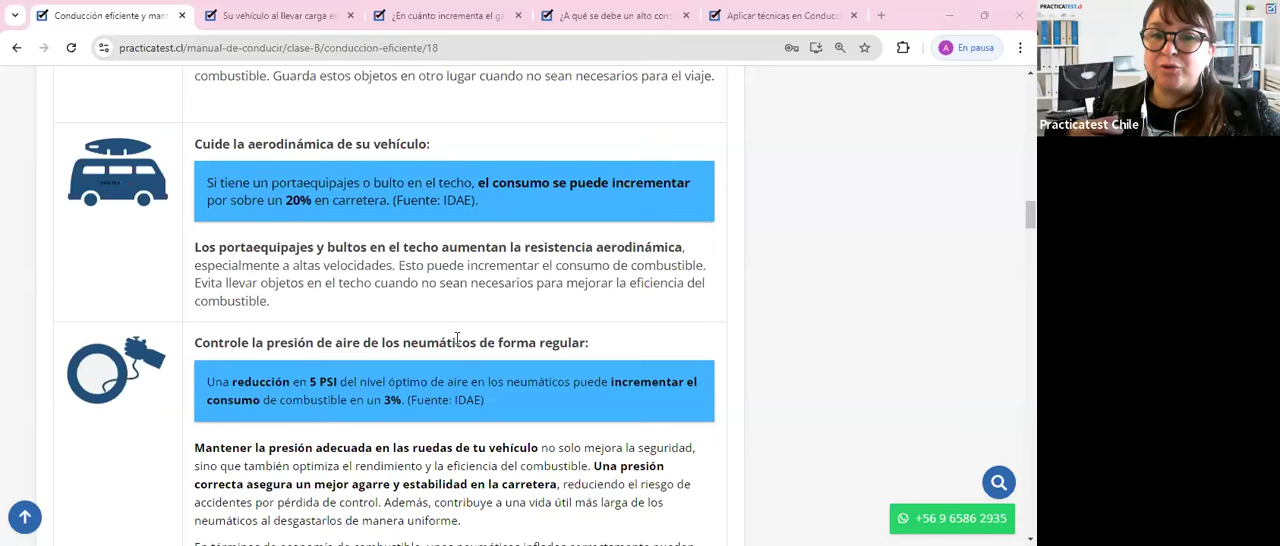 Conducción eficiente y man
Su vehículo al llevar carga e
¿En cuánto incrementa el ga
¿A qué se debe un alto con
Aplicar técnicas en Conducc
practicatest.cl/manual-de-conducir/clase-B/conduccion-eficiente/18
A
En pausa
PRACTICATEST.cl
Practicatest Chile
combustible. Guarda estos objetos en otro lugar cuando no sean necesarios para el viaje.
Cuide la aerodinámica de su vehículo:
Si tiene un portaequipajes o bulto en el techo, el consumo se puede incrementar
por sobre un 20% en carretera. (Fuente: IDAE).
Los portaequipajes y bultos en el techo aumentan la resistencia aerodinámica,
especialmente a altas velocidades. Esto puede incrementar el consumo de combustible.
Evita llevar objetos en el techo cuando no sean necesarios para mejorar la eficiencia del
combustible.
Controle la presión de aire de los neumáticos de forma regular:
Una reducción en 5 PSI del nivel óptimo de aire en los neumáticos puede incrementar el
consumo de combustible en un 3%. (Fuente: IDAE)
Mantener la presión adecuada en las ruedas de tu vehículo no solo mejora la seguridad,
sino que también optimiza el rendimiento y la eficiencia del combustible. Una presión
correcta asegura un mejor agarre y estabilidad en la carretera, reduciendo el riesgo de
accidentes por pérdida de control. Además, contribuye a una vida útil más larga de los
neumáticos al desgastarlos de manera uniforme.
+56 9 6586 2935